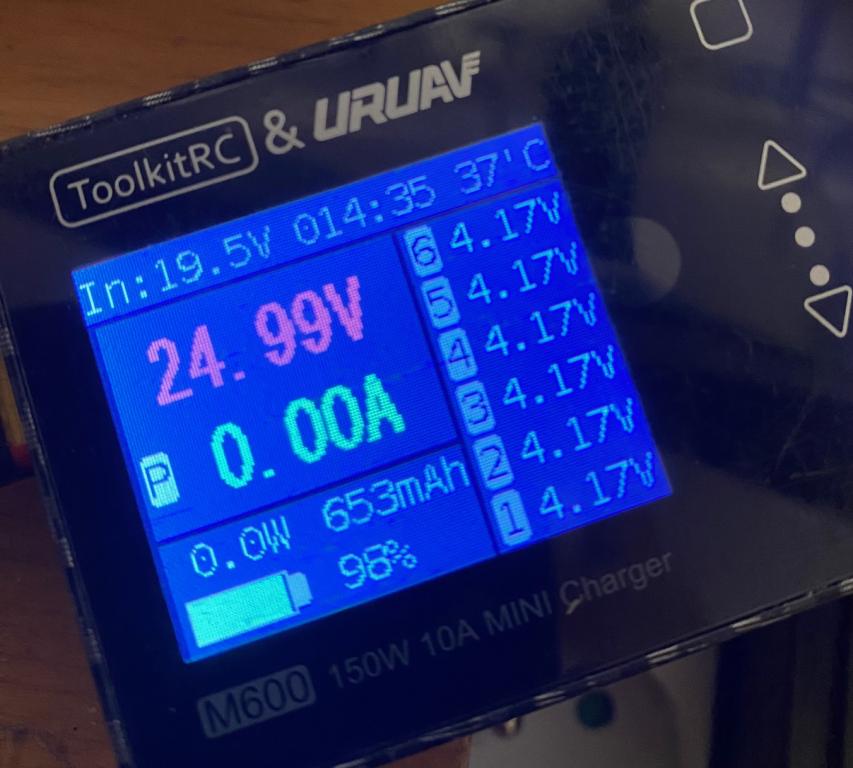 ToolkitRC & URUAV
In:19.5V 014:35 37'C
24.99V
P 0.00A
0.0W 653mAh
96%
6 4.17V
5 4.17V
4 4.17V
3 4.17V
2 4.17V
1 4.17V
M600 150W 10A MINI Charger